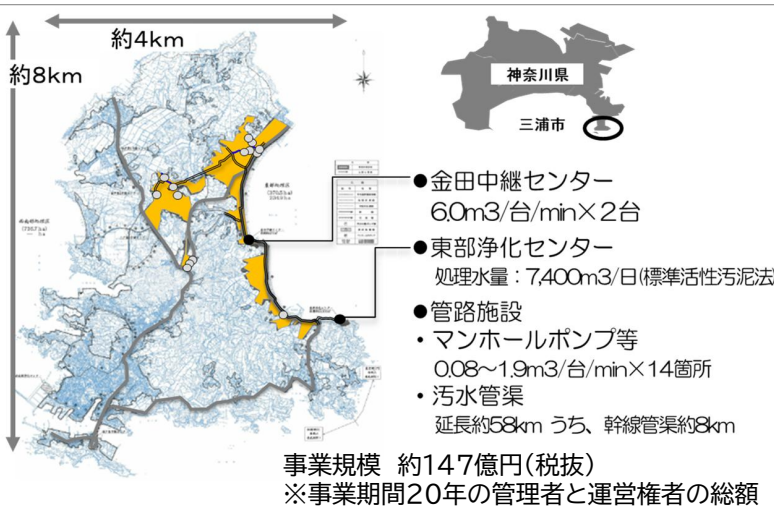 約4km
約8km
神奈川県
三浦市
●金田中継センター
6.0m3/台/min×2台
●東部浄化センター
処理水量:7,400m3/日(標準活性汚泥法)
●管路施設
・マンホールポンプ等
0.08〜1.9m3/台/min×14箇所
・汚水管渠
延長約58km うち、幹線管渠約8km
事業規模 約147億円(税抜)
※事業期間20年の管理者と運営権者の総額